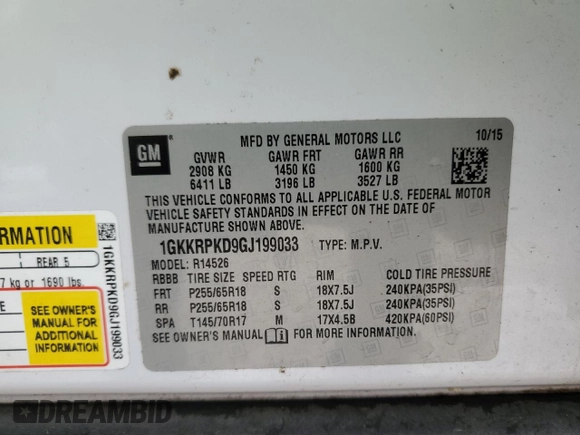 GM
MFD BY GENERAL MOTORS LLC 10/15
GVWR GAWR FRT GAWR RR
2908 KG 1450 KG 1600 KG
6411 LB 3196 LB 3527 LB
THIS VEHICLE CONFORMS TO ALL APPLICABLE U.S. FEDERAL MOTOR
VEHICLE SAFETY STANDARDS IN EFFECT ON THE DATE OF
MANUFACTURE SHOWN ABOVE.
1GKKRPKD9GJ199033 TYPE: M.P.V.
MODEL: R14526
RBBB TIRE SIZE SPEED RTG RIM COLD TIRE PRESSURE
FRT P255/65R18 S 18X7.5J 240KPA(35PSI)
RR P255/65R18 S 18X7.5J 240KPA(35PSI)
SPA T145/70R17 M 17X4.5B 420KPA(60PSI)
SEE OWNER'S MANUAL FOR MORE INFORMATION.
ORMATION
REAR 5
7 kg or 1690 lbs.
SEE OWNER'S
MANUAL FOR
ADDITIONAL
INFORMATION
1GKKRPKD9GJ199033
DREAMBID